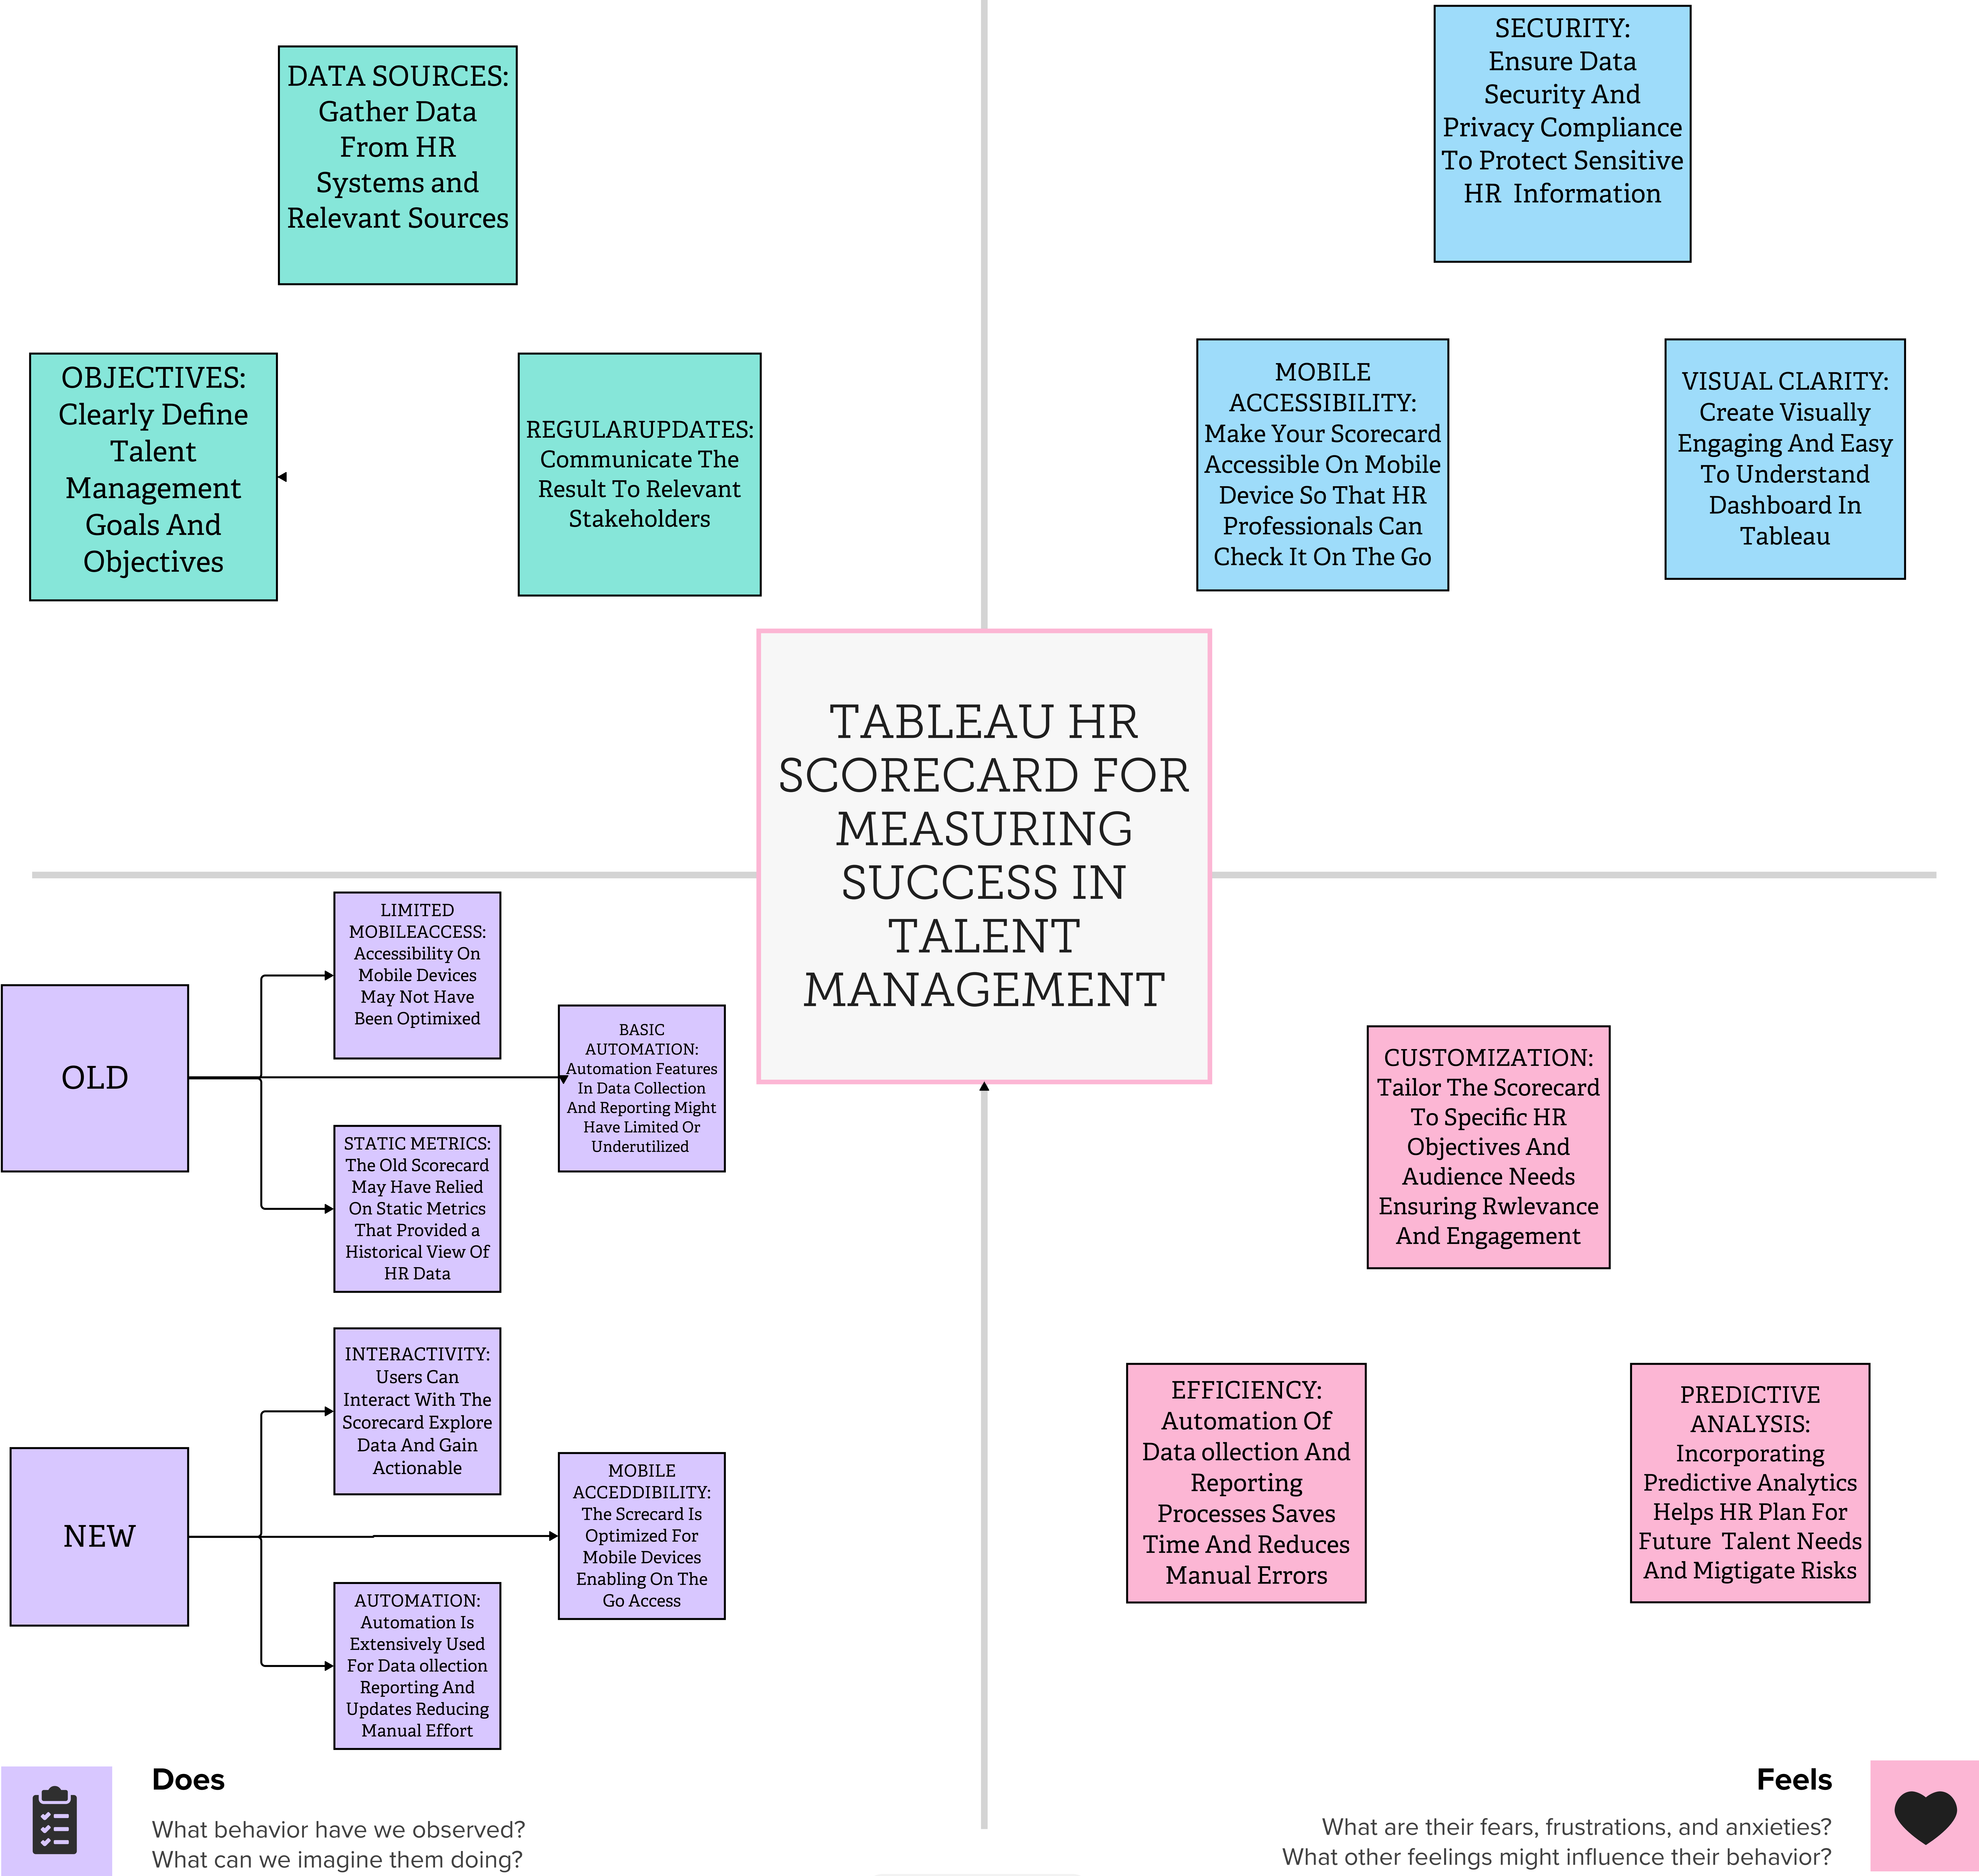 DATA SOURCES:
Gather Data
From HR
Systems and
Relevant Sources
OBJECTIVES:
Clearly Define
Talent
Management
Goals And
Objectives
REGULARUPDATES:
Communicate The
Result To Relevant
Stakeholders
SECURITY:
Ensure Data
Security And
Privacy Compliance
To Protect Sensitive
HR  Information
MOBILE
ACCESSIBILITY:
Make Your Scorecard
Accessible On Mobile
Device So That HR
Professionals Can
Check It On The Go
VISUAL CLARITY:
Create Visually
Engaging And Easy
To Understand
Dashboard In
Tableau
TABLEAU HR
SCORECARD FOR
MEASURING
SUCCESS IN
TALENT
MANAGEMENT
OLD
LIMITED
MOBILEACCESS:
Accessibility On
Mobile Devices
May Not Have
Been Optimixed
BASIC
AUTOMATION:
Automation Features
In Data Collection
And Reporting Might
Have Limited Or
Underutilized
STATIC METRICS:
The Old Scorecard
May Have Relied
On Static Metrics
That Provided a
Historical View Of
HR Data
NEW
INTERACTIVITY:
Users Can
Interact With The
Scorecard Explore
Data And Gain
Actionable
MOBILE
ACCEDDIBILITY:
The Screcard Is
Optimized For
Mobile Devices
Enabling On The
Go Access
AUTOMATION:
Automation Is
Extensively Used
For Data ollection
Reporting And
Updates Reducing
Manual Effort
CUSTOMIZATION:
Tailor The Scorecard
To Specific HR
Objectives And
Audience Needs
Ensuring Rwlevance
And Engagement
EFFICIENCY:
Automation Of
Data ollection And
Reporting
Processes Saves
Time And Reduces
Manual Errors
PREDICTIVE
ANALYSIS:
Incorporating
Predictive Analytics
Helps HR Plan For
Future  Talent Needs
And Migtigate Risks
Does
What behavior have we observed?
What can we imagine them doing?
Feels
What are their fears, frustrations, and anxieties?
What other feelings might influence their behavior?